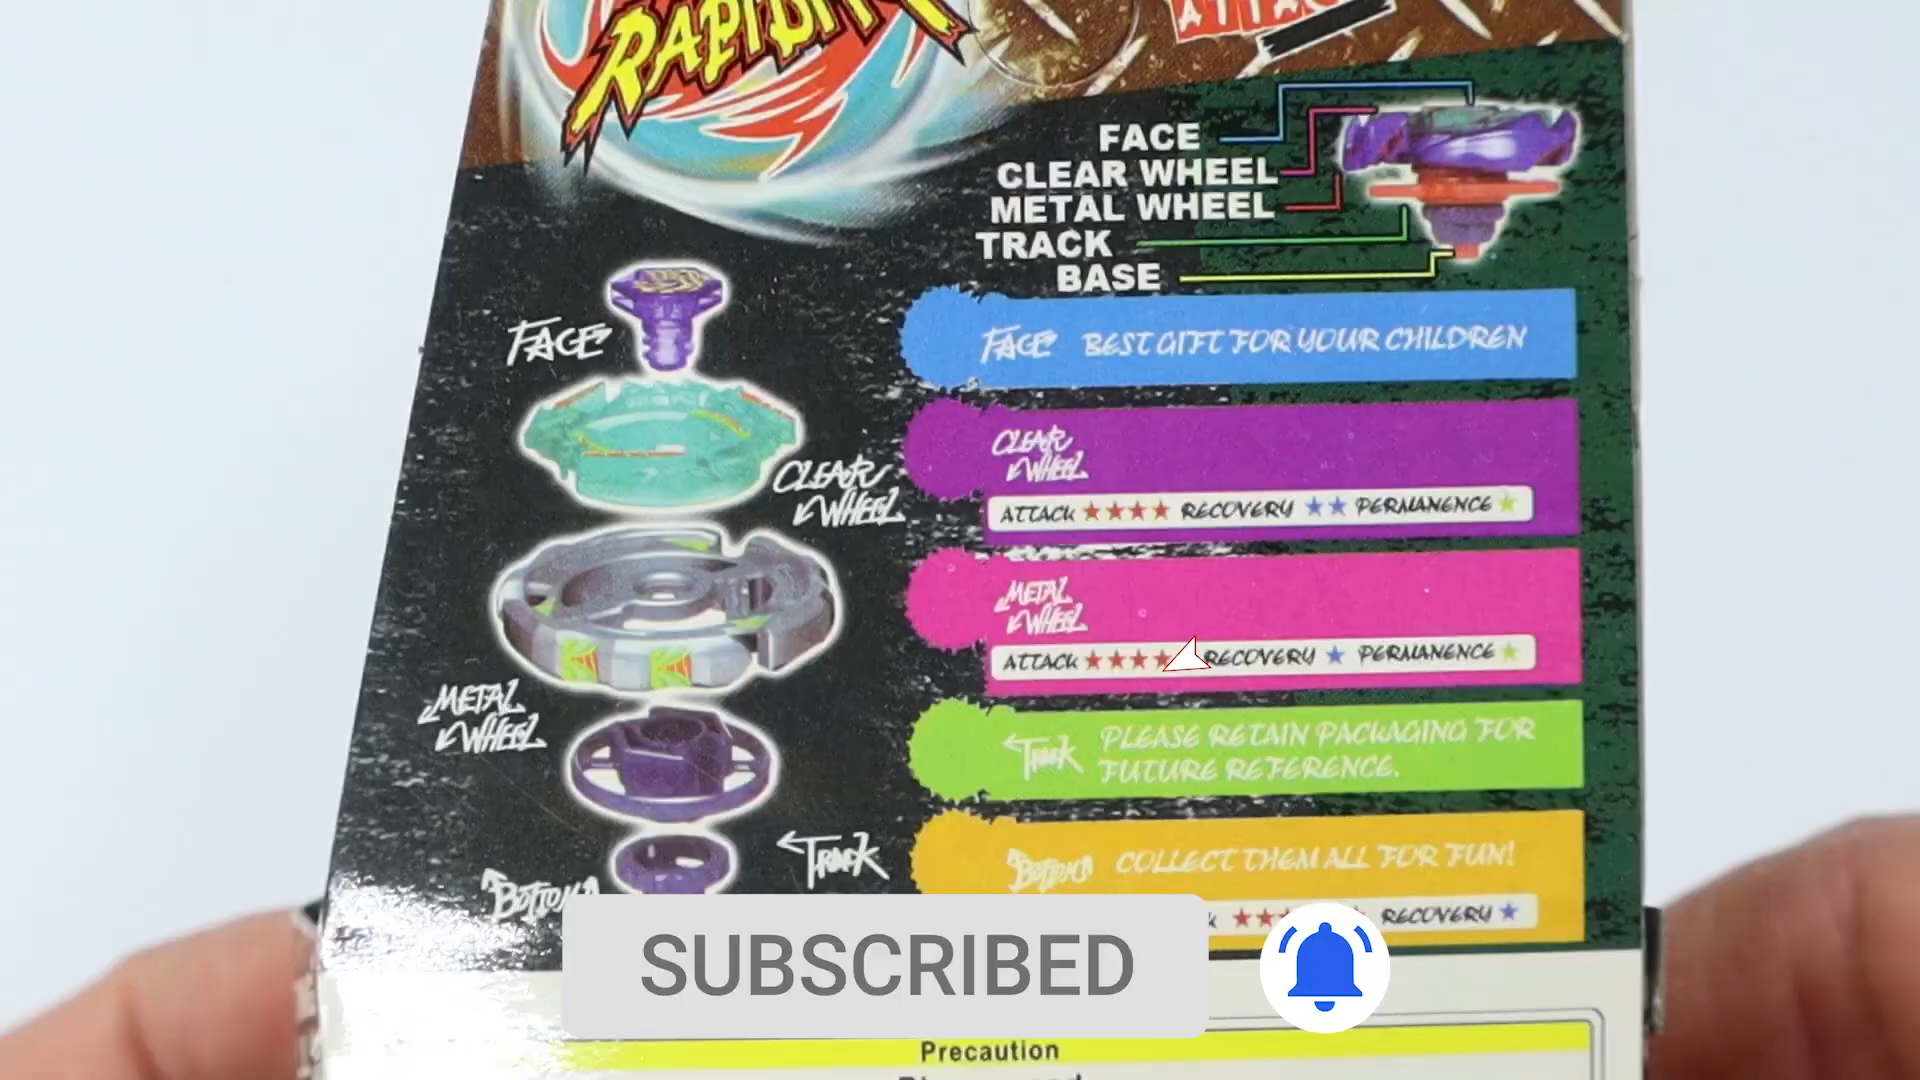 RAPIDITY
ATTACK
FACE
CLEAR WHEEL
METAL WHEEL
TRACK
BASE
FACE
FACE BEST GIFT FOR YOUR CHILDREN
CLEAR
WHEEL
CLEAR
WHEEL
ATTACK ★★★★ RECOVERY ★★ PERMANENCE ★
METAL
WHEEL
ATTACK ★★★★ RECOVERY ★ PERMANENCE ★
METAL
WHEEL
TRACK PLEASE RETAIN PACKAGING FOR
FUTURE REFERENCE.
TRACK
BOTTOM
BOTTOM COLLECT THEM ALL FOR FUN!
RECOVERY ★
SUBSCRIBED
Precaution